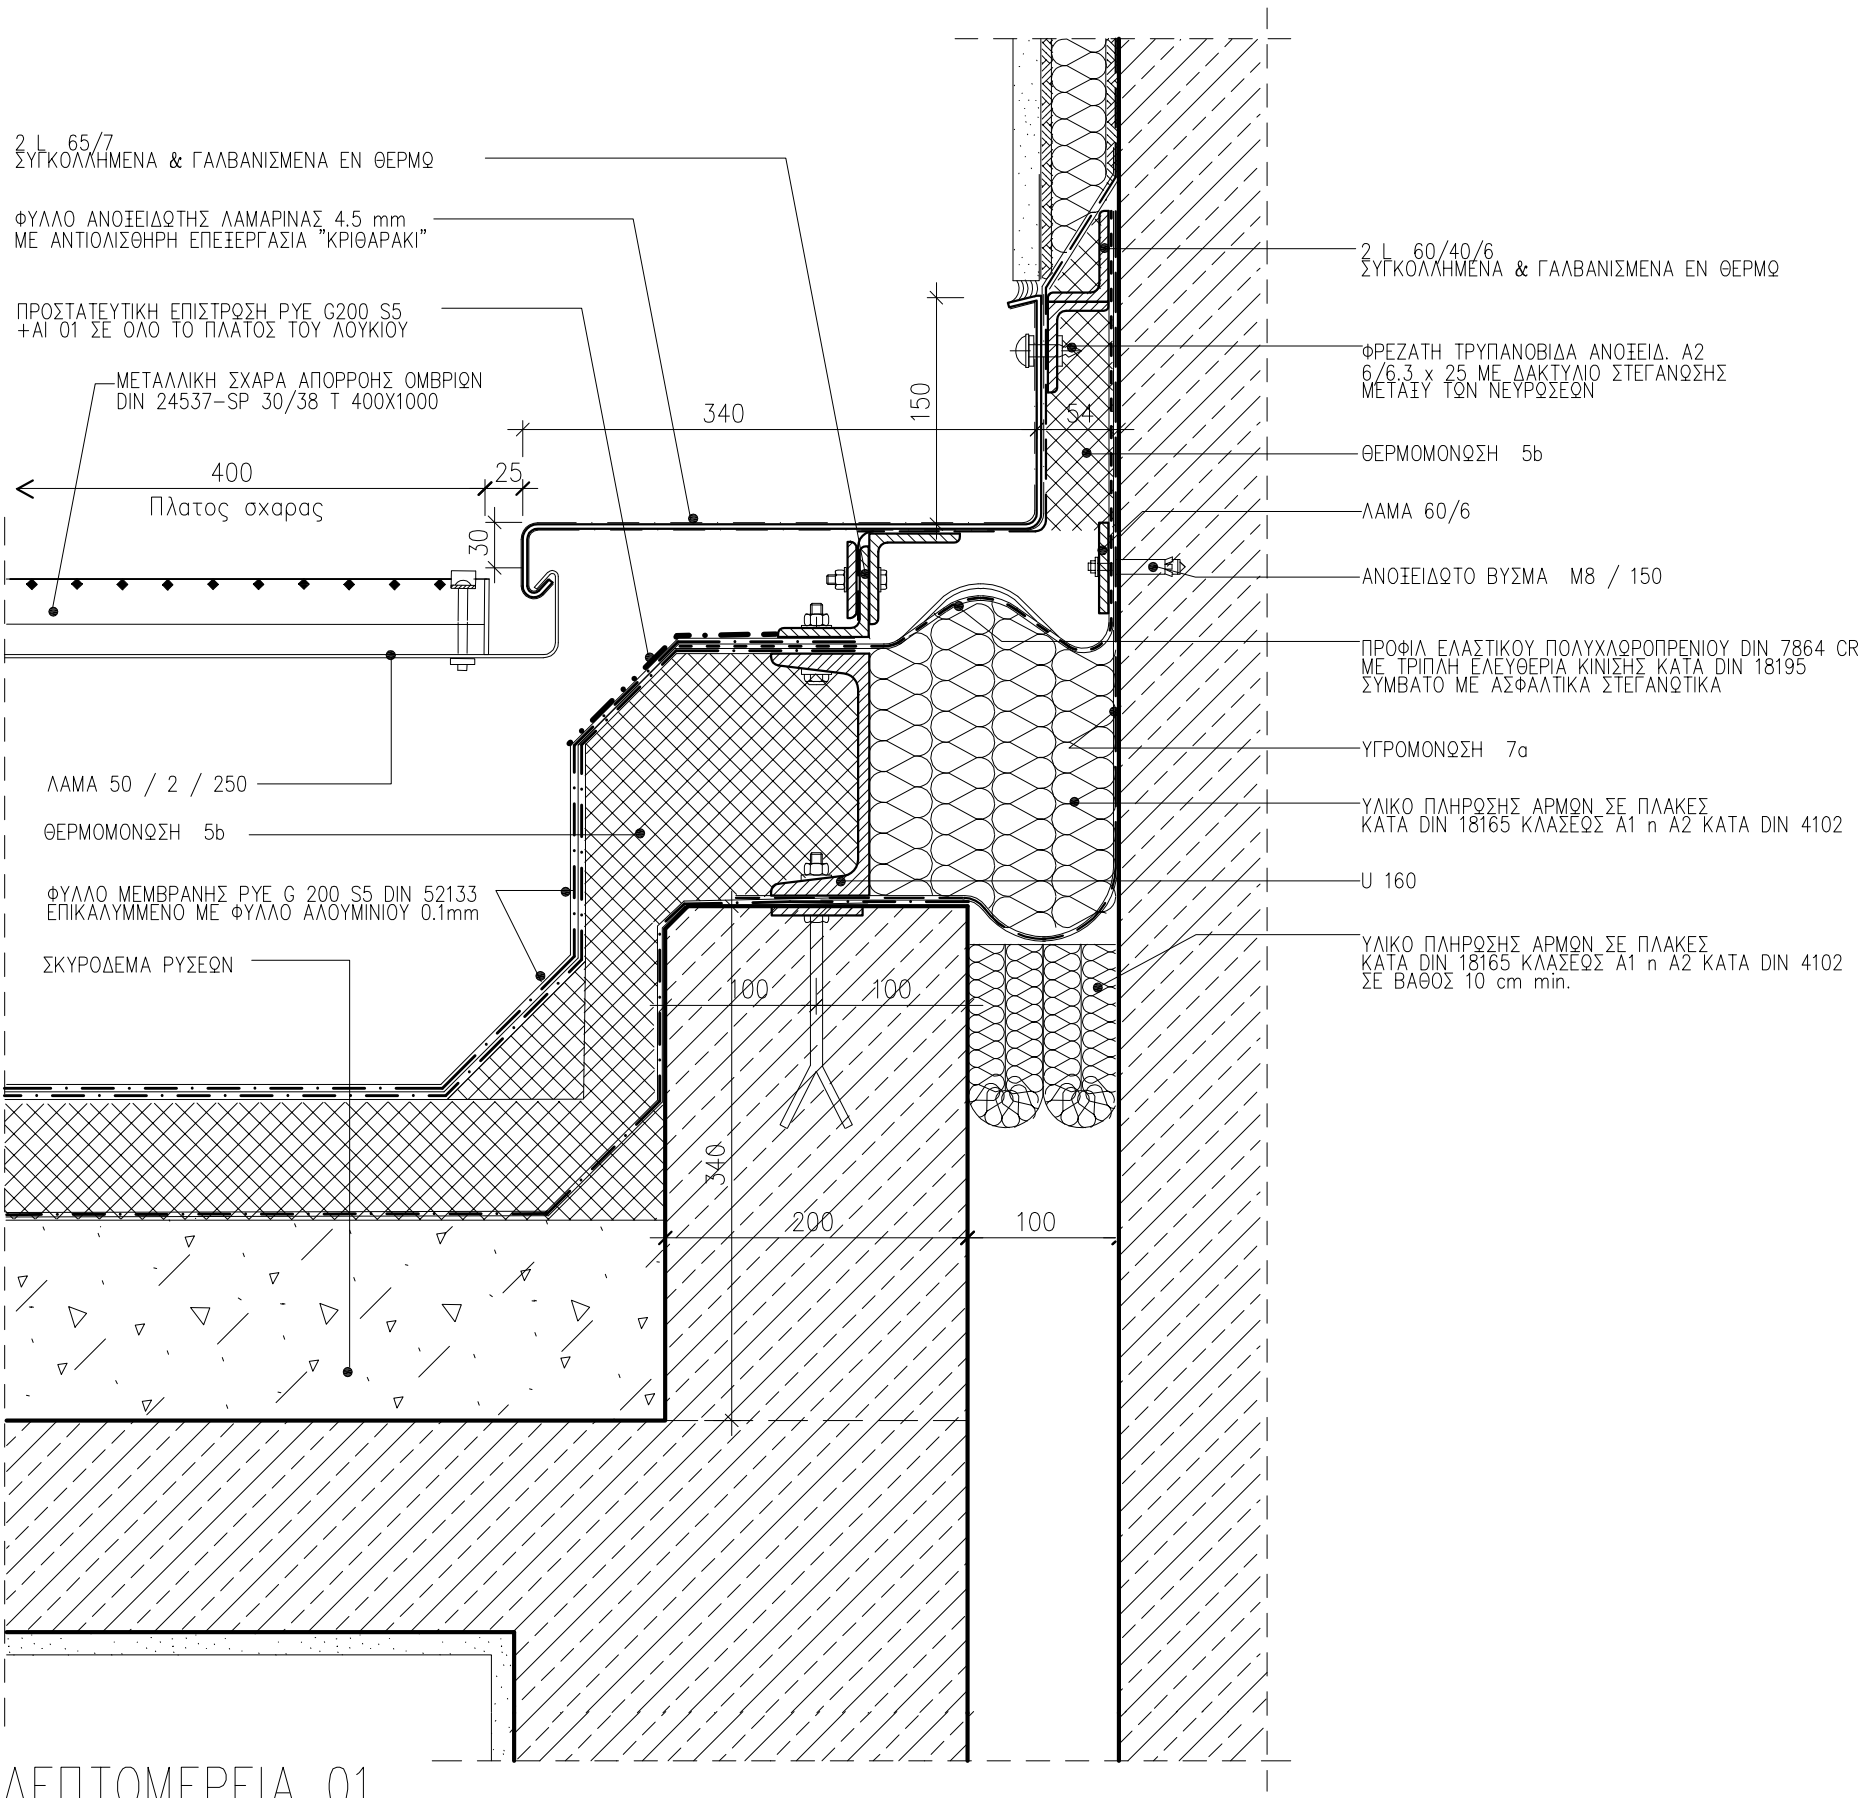 2 L 65/7
ΣΥΓΚΟΛΛΗΜΕΝΑ & ΓΑΛΒΑΝΙΣΜΕΝΑ ΕΝ ΘΕΡΜΩ
ΦΥΛΛΟ ΑΝΟΞΕΙΔΩΤΗΣ ΛΑΜΑΡΙΝΑΣ 4.5 mm
ΜΕ ΑΝΤΙΟΛΙΣΘΗΡΗ ΕΠΕΞΕΡΓΑΣΙΑ "ΚΡΙΘΑΡΑΚΙ"
ΠΡΟΣΤΑΤΕΥΤΙΚΗ ΕΠΙΣΤΡΩΣΗ PYE G200 S5
+Al 01 ΣΕ ΟΛΟ ΤΟ ΠΛΑΤΟΣ ΤΟΥ ΛΟΥΚΙΟΥ
ΜΕΤΑΛΛΙΚΗ ΣΧΑΡΑ ΑΠΟΡΡΟΗΣ ΟΜΒΡΙΩΝ
DIN 24537-SP 30/38 T 400X1000
400
25
Πλατος σχαρας
30
340
150
54
ΛΑΜΑ 50 / 2 / 250
ΘΕΡΜΟΜΟΝΩΣΗ 5b
ΦΥΛΛΟ ΜΕΜΒΡΑΝΗΣ PYE G 200 S5 DIN 52133
ΕΠΙΚΑΛΥΜΜΕΝΟ ΜΕ ΦΥΛΛΟ ΑΛΟΥΜΙΝΙΟΥ 0.1mm
ΣΚΥΡΟΔΕΜΑ ΡΥΣΕΩΝ
100
100
340
200
100
2 L 60/40/6
ΣΥΓΚΟΛΛΗΜΕΝΑ & ΓΑΛΒΑΝΙΣΜΕΝΑ ΕΝ ΘΕΡΜΩ
ΦΡΕΖΑΤΗ ΤΡΥΠΑΝΟΒΙΔΑ ΑΝΟΞΕΙΔ. A2
6/6.3 x 25 ΜΕ ΔΑΚΤΥΛΙΟ ΣΤΕΓΑΝΩΣΗΣ
ΜΕΤΑΞΥ ΤΩΝ ΝΕΥΡΩΣΕΩΝ
ΘΕΡΜΟΜΟΝΩΣΗ 5b
ΛΑΜΑ 60/6
ΑΝΟΞΕΙΔΩΤΟ ΒΥΣΜΑ M8 / 150
ΠΡΟΦΙΛ ΕΛΑΣΤΙΚΟΥ ΠΟΛΥΧΛΩΡΟΠΡΕΝΙΟΥ DIN 7864 CR
ΜΕ ΤΡΙΠΛΗ ΕΛΕΥΘΕΡΙΑ ΚΙΝΙΣΗΣ ΚΑΤΑ DIN 18195
ΣΥΜΒΑΤΟ ΜΕ ΑΣΦΑΛΤΙΚΑ ΣΤΕΓΑΝΩΤΙΚΑ
ΥΓΡΟΜΟΝΩΣΗ 7a
ΥΛΙΚΟ ΠΛΗΡΩΣΗΣ ΑΡΜΩΝ ΣΕ ΠΛΑΚΕΣ
ΚΑΤΑ DIN 18165 ΚΛΑΣΕΩΣ A1 η A2 ΚΑΤΑ DIN 4102
U 160
ΥΛΙΚΟ ΠΛΗΡΩΣΗΣ ΑΡΜΩΝ ΣΕ ΠΛΑΚΕΣ
ΚΑΤΑ DIN 18165 ΚΛΑΣΕΩΣ A1 η A2 ΚΑΤΑ DIN 4102
ΣΕ ΒΑΘΟΣ 10 cm min.
ΛΕΠΤΟΜΕΡΕΙΑ 01